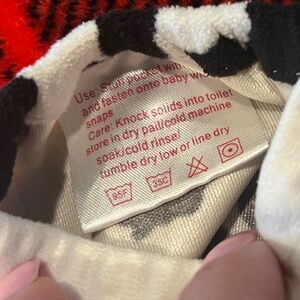 Use: Stuff pocket with
and fasten onto baby with
snaps
Care: Knock solids into toilet
store in dry pail/cold machine
soak/cold rinse/
tumble dry low or line dry
95F
35C